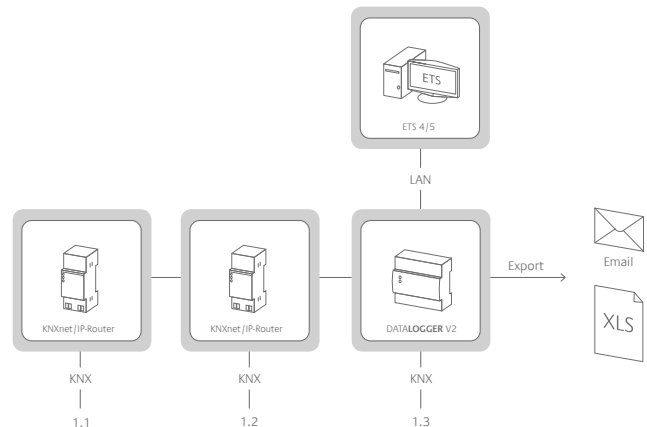 ETS
ETS 4/5
LAN
Export
Email
XLS
KNXnet/IP-Router
KNXnet/IP-Router
DATALOGGER V2
KNX
KNX
KNX
1.1
1.2
1.3